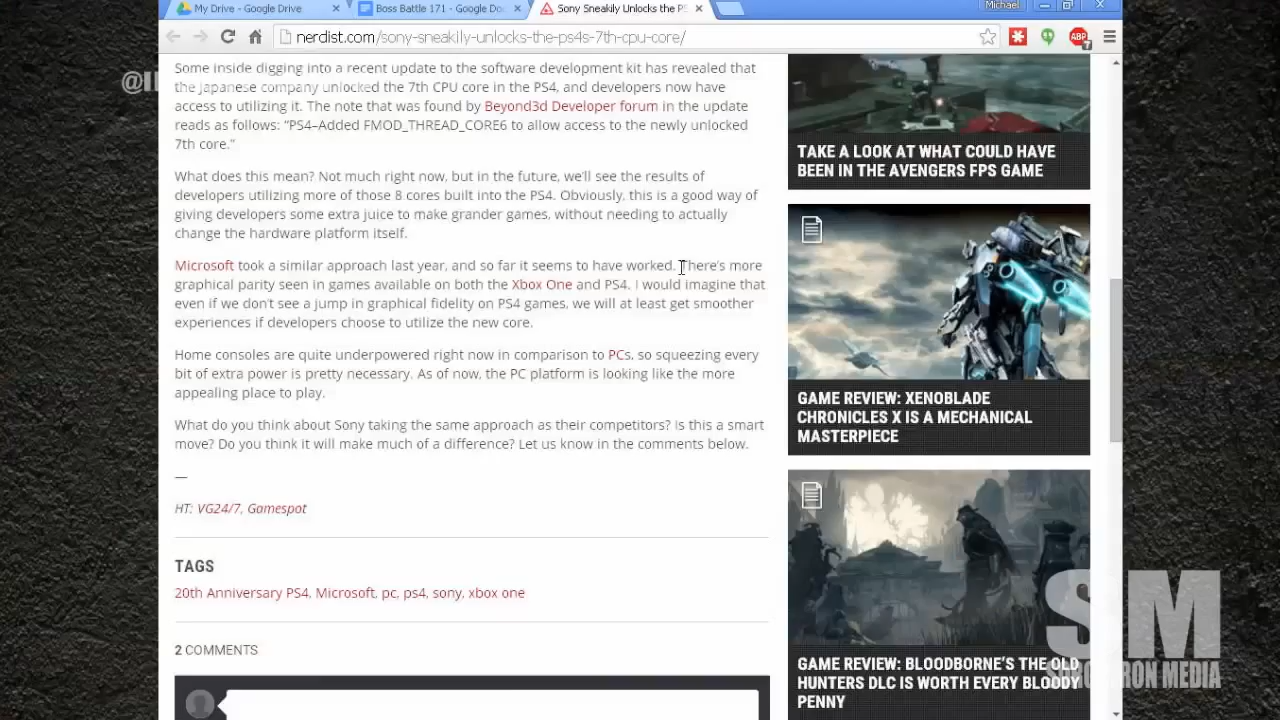 My Drive - Google Drive
Boss Battle 171 - Google Do
Sony Sneakily Unlocks the PS
Michael
nerdist.com/sony-sneakily-unlocks-the-ps4s-7th-cpu-core/
ABP
7
Some inside digging into a recent update to the software development kit has revealed that
the Japanese company unlocked the 7th CPU core in the PS4, and developers now have
access to utilizing it. The note that was found by Beyond3d Developer forum in the update
reads as follows: “PS4–Added FMOD_THREAD_CORE6 to allow access to the newly unlocked
7th core.”
What does this mean? Not much right now, but in the future, we’ll see the results of
developers utilizing more of those 8 cores built into the PS4. Obviously, this is a good way of
giving developers some extra juice to make grander games, without needing to actually
change the hardware platform itself.
Microsoft took a similar approach last year, and so far it seems to have worked. There’s more
graphical parity seen in games available on both the Xbox One and PS4. I would imagine that
even if we don’t see a jump in graphical fidelity on PS4 games, we will at least get smoother
experiences if developers choose to utilize the new core.
Home consoles are quite underpowered right now in comparison to PCs, so squeezing every
bit of extra power is pretty necessary. As of now, the PC platform is looking like the more
appealing place to play.
What do you think about Sony taking the same approach as their competitors? Is this a smart
move? Do you think it will make much of a difference? Let us know in the comments below.
—
HT: VG24/7, Gamespot
TAGS
20th Anniversary PS4, Microsoft, pc, ps4, sony, xbox one
2 COMMENTS
TAKE A LOOK AT WHAT COULD HAVE
BEEN IN THE AVENGERS FPS GAME
GAME REVIEW: XENOBLADE
CHRONICLES X IS A MECHANICAL
MASTERPIECE
GAME REVIEW: BLOODBORNE’S THE OLD
HUNTERS DLC IS WORTH EVERY BLOODY
PENNY
SM
MEDIA